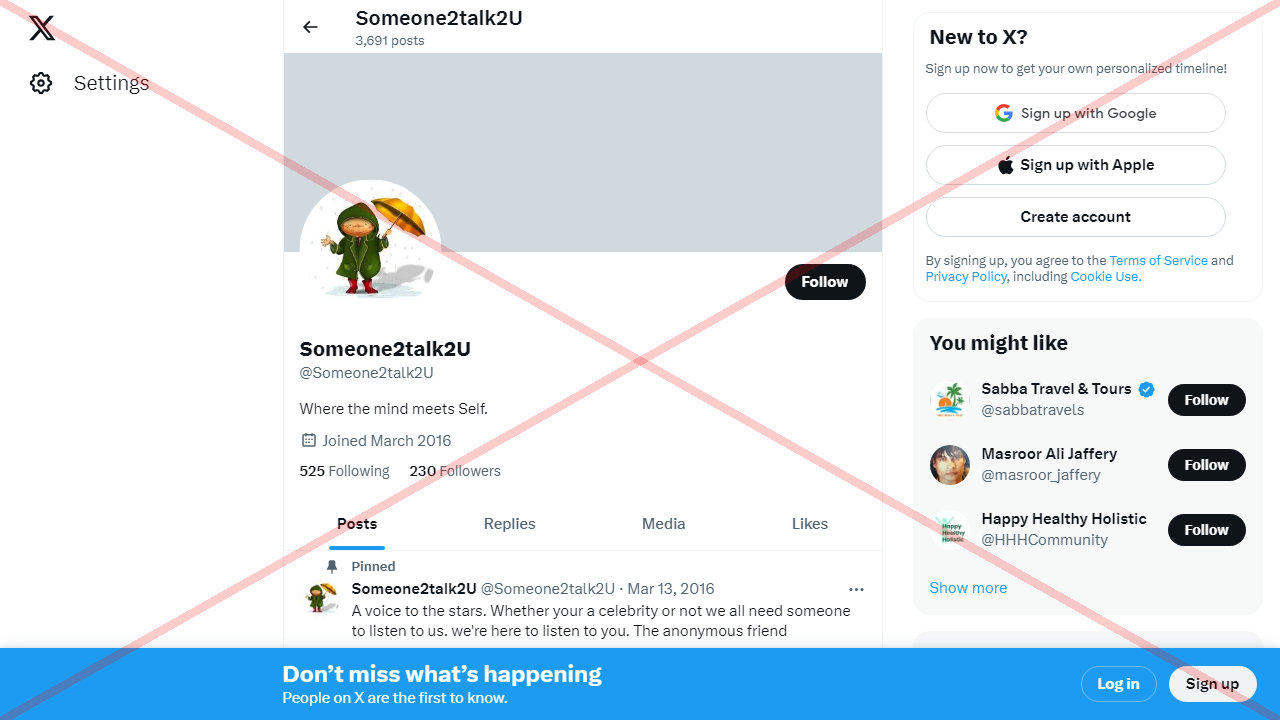 Settings
Someone2talk2U
3,691 posts
Follow
Someone2talk2U
@Someone2talk2U
Where the mind meets Self.
Joined March 2016
525 Following 230 Followers
Posts Replies Media Likes
Pinned
Someone2talk2U @Someone2talk2U · Mar 13, 2016
A voice to the stars. Whether your a celebrity or not we all need someone
to listen to us. we're here to listen to you. The anonymous friend
New to X?
Sign up now to get your own personalized timeline!
Sign up with Google
Sign up with Apple
Create account
By signing up, you agree to the Terms of Service and
Privacy Policy, including Cookie Use.
You might like
Sabba Travel & Tours
@sabbatravels
Follow
Masroor Ali Jaffery
@masroor_jaffery
Follow
Happy
Healthy
Holistic
Happy Healthy Holistic
@HHHCommunity
Follow
Show more
Don’t miss what’s happening
People on X are the first to know.
Log in
Sign up